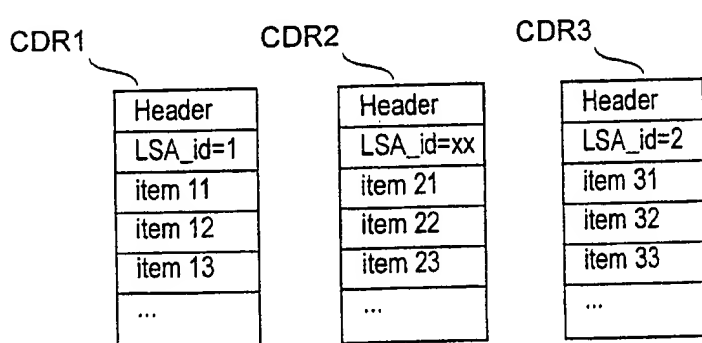 CDR1
Header
LSA_id=1
item 11
item 12
item 13
...
CDR2
Header
LSA_id=xx
item 21
item 22
item 23
...
CDR3
Header
LSA_id=2
item 31
item 32
item 33
...